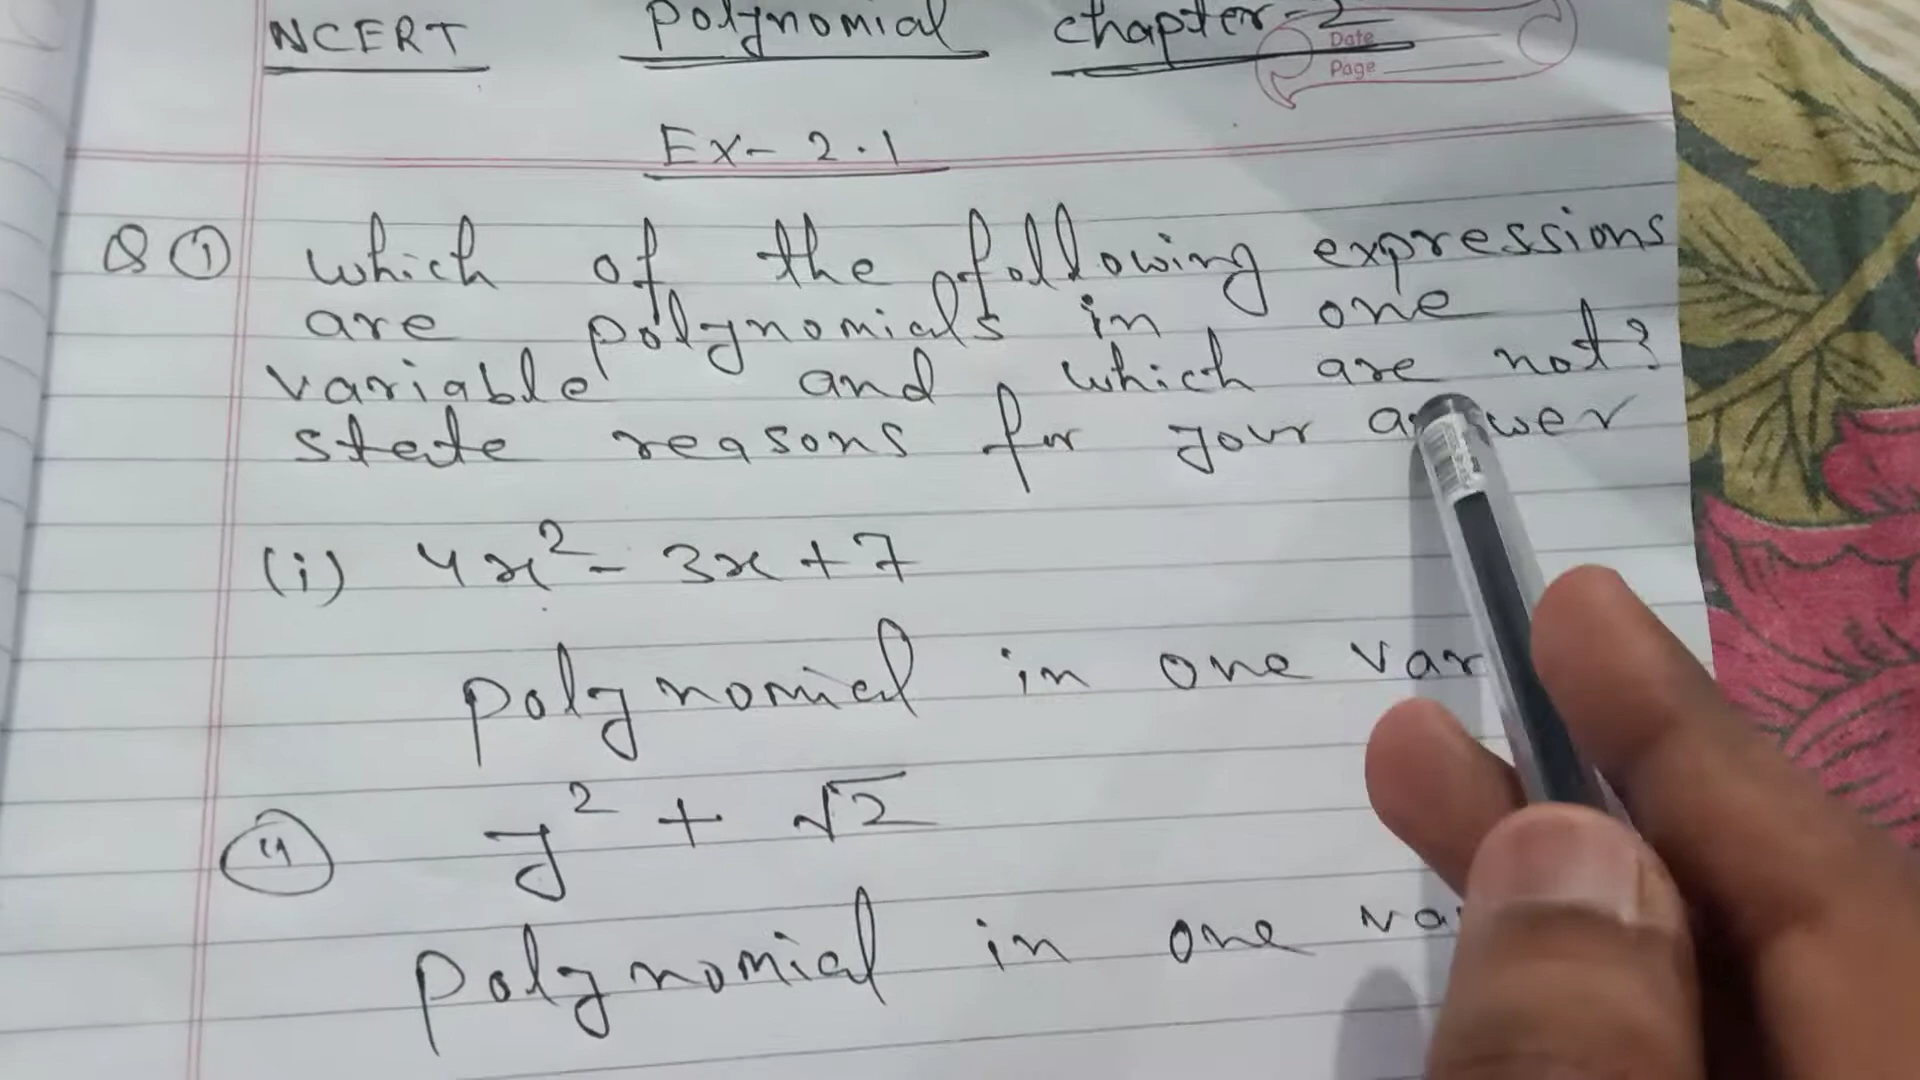 NCERT polynomial chapter-2
Date
Page
Ex- 2.1
Q ① which of the following expressions
are polynomials in one
variable and which are not?
state reasons for your answer
(i) 4x² - 3x + 7
polynomial in one var
(ii) y² + √2
polynomial in one va